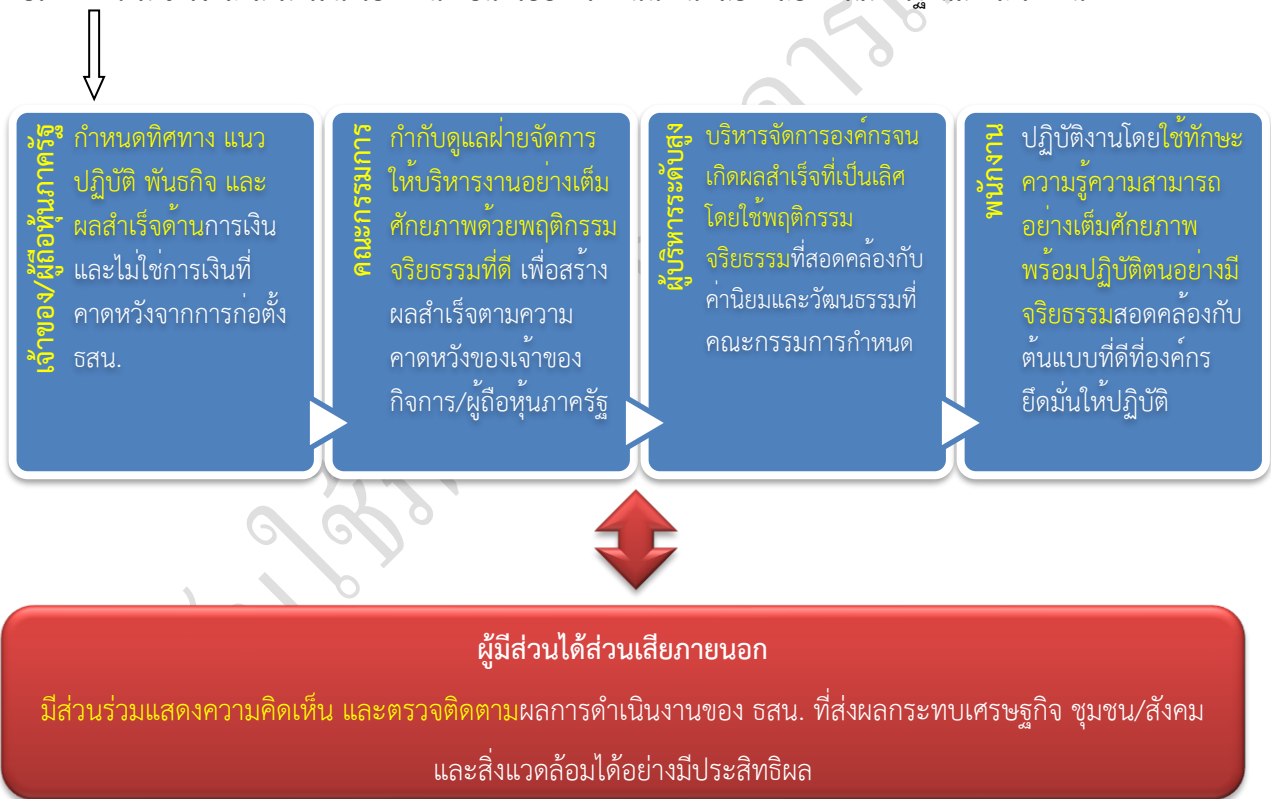 เจ้าของ/ผู้ถือหุ้นภาครัฐ
กำหนดทิศทาง แนว
ปฏิบัติ พันธกิจ และ
ผลสำเร็จด้านการเงิน
และไม่ใช่การเงินที่
คาดหวังจากการก่อตั้ง
ธสน.
คณะกรรมการ
กำกับดูแลฝ่ายจัดการ
ให้บริหารงานอย่างเต็ม
ศักยภาพด้วยพฤติกรรม
จริยธรรมที่ดี เพื่อสร้าง
ผลสำเร็จตามความ
คาดหวังของเจ้าของ
กิจการ/ผู้ถือหุ้นภาครัฐ
ผู้บริหารระดับสูง
บริหารจัดการองค์กรจน
เกิดผลสำเร็จที่เป็นเลิศ
โดยใช้พฤติกรรม
จริยธรรมที่สอดคล้องกับ
ค่านิยมและวัฒนธรรมที่
คณะกรรมการกำหนด
พนักงาน
ปฏิบัติงานโดยใช้ทักษะ
ความรู้ความสามารถ
อย่างเต็มศักยภาพ
พร้อมปฏิบัติตนอย่างมี
จริยธรรมสอดคล้องกับ
ต้นแบบที่ดีที่องค์กร
ยึดมั่นให้ปฏิบัติ
ผู้มีส่วนได้ส่วนเสียภายนอก
มีส่วนร่วมแสดงความคิดเห็น และตรวจติดตามผลการดำเนินงานของ ธสน. ที่ส่งผลกระทบเศรษฐกิจ ชุมชน/สังคม
และสิ่งแวดล้อมได้อย่างมีประสิทธิผล